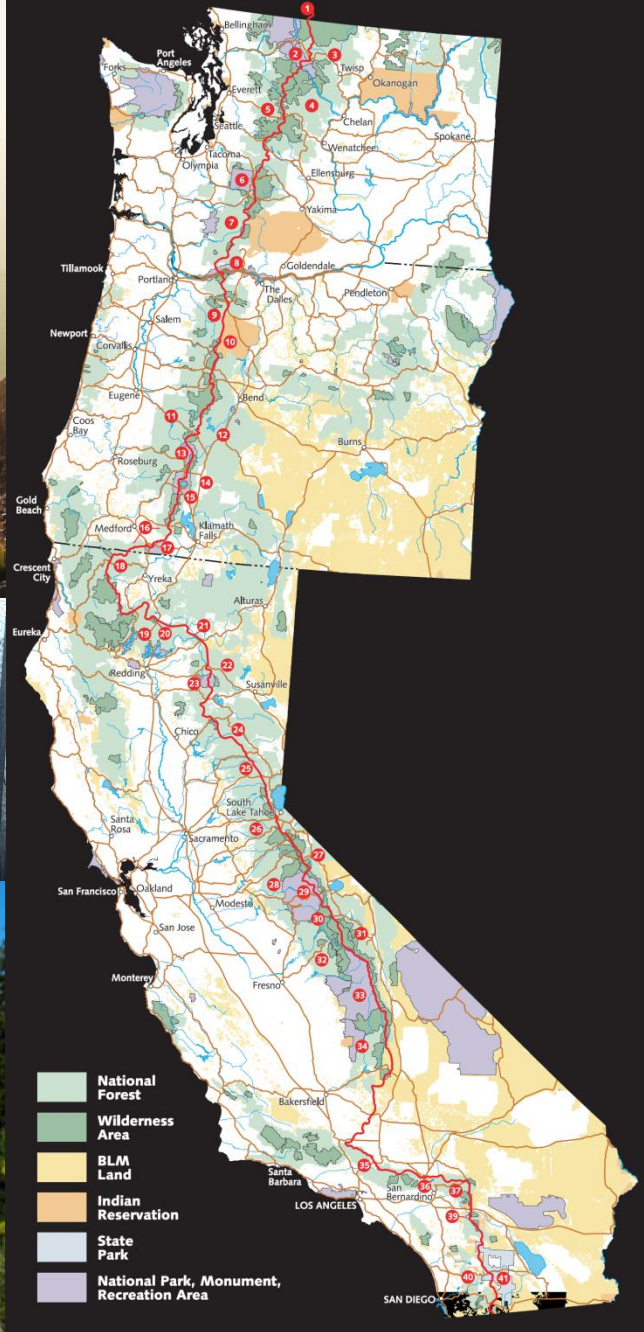 1
Bellingham
2
3
Port
Angeles
Forks
Twisp
Okanogan
Everett
4
5
Seattle
Chelan
Spokane
Wenatchee
Tacoma
Olympia
Ellensburg
6
Yakima
7
8
Goldendale
Tillamook
Portland
The
Dalles
Pendleton
9
Salem
Newport
10
Corvallis
Eugene
Bend
11
12
Coos
Bay
Burns
13
Roseburg
14
15
Gold
Beach
Medford
16
Klamath
Falls
17
Crescent
City
18
Yreka
Alturas
Eureka
19
20
21
22
Redding
23
Susanville
24
Chico
25
South
Lake Tahoe
26
Santa
Rosa
Sacramento
27
28
29
San Francisco
Oakland
Modesto
30
31
San Jose
32
Monterey
Fresno
33
34
National
Forest
Wilderness
Area
BLM
Land
Indian
Reservation
State
Park
National Park, Monument,
Recreation Area
Bakersfield
Santa
Barbara
35
LOS ANGELES
San
Bernardino
36
37
39
40
41
SAN DIEGO